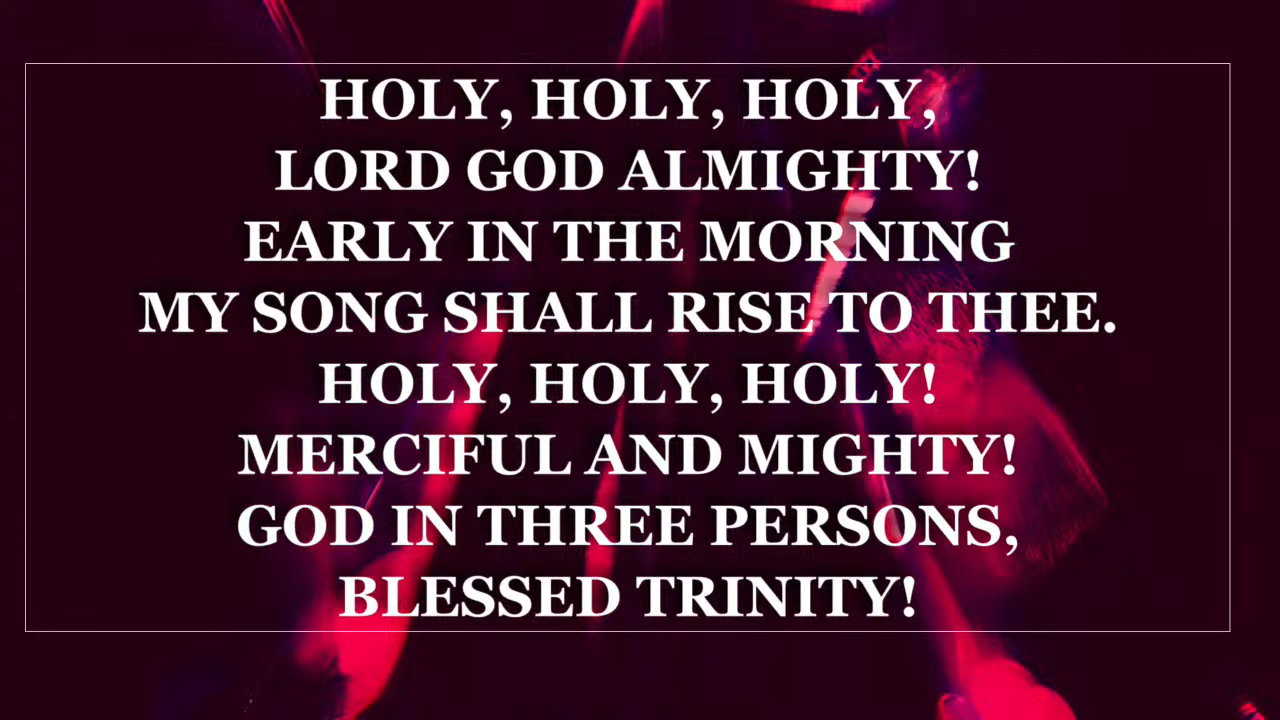 HOLY, HOLY, HOLY,
LORD GOD ALMIGHTY!
EARLY IN THE MORNING
MY SONG SHALL RISE TO THEE.
HOLY, HOLY, HOLY!
MERCIFUL AND MIGHTY!
GOD IN THREE PERSONS,
BLESSED TRINITY!